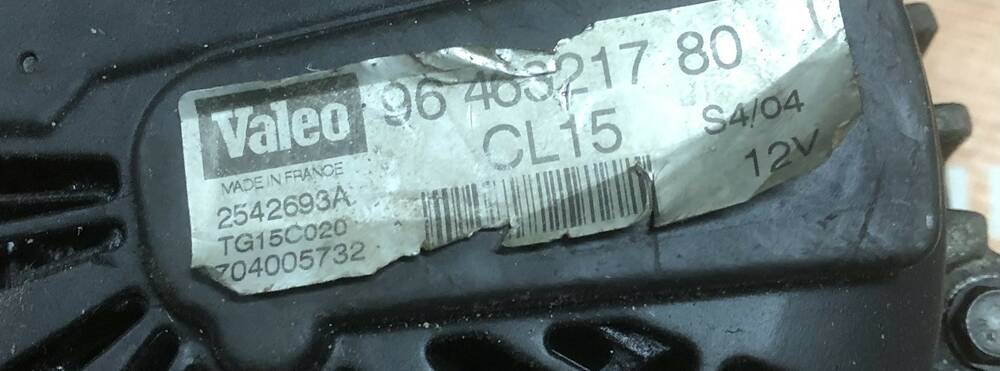 Valeo
96 463217 80
CL15
S4/04
12V
MADE IN FRANCE
2542693A
TG15C020
704005732